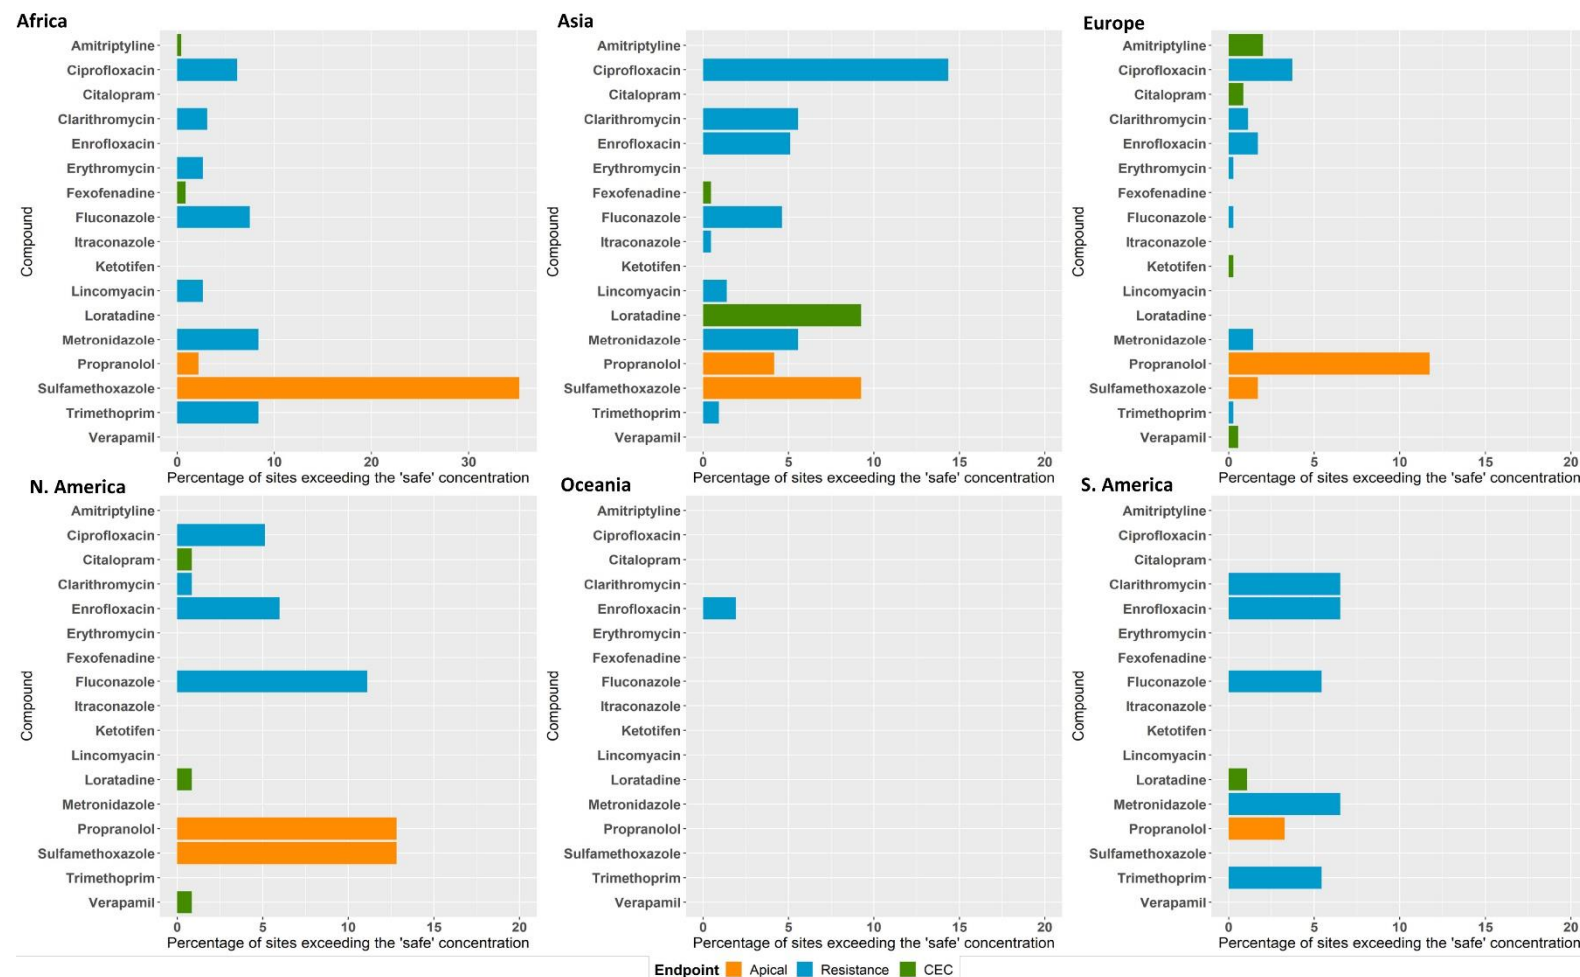 Africa
Compound
Amitriptyline
Ciprofloxacin
Citalopram
Clarithromycin
Enrofloxacin
Erythromycin
Fexofenadine
Fluconazole
Itraconazole
Ketotifen
Lincomyacin
Loratadine
Metronidazole
Propranolol
Sulfamethoxazole
Trimethoprim
Verapamil
0 10 20 30
Percentage of sites exceeding the 'safe' concentration
Asia
Compound
Amitriptyline
Ciprofloxacin
Citalopram
Clarithromycin
Enrofloxacin
Erythromycin
Fexofenadine
Fluconazole
Itraconazole
Ketotifen
Lincomyacin
Loratadine
Metronidazole
Propranolol
Sulfamethoxazole
Trimethoprim
Verapamil
0 5 10 15 20
Percentage of sites exceeding the 'safe' concentration
Europe
Compound
Amitriptyline
Ciprofloxacin
Citalopram
Clarithromycin
Enrofloxacin
Erythromycin
Fexofenadine
Fluconazole
Itraconazole
Ketotifen
Lincomyacin
Loratadine
Metronidazole
Propranolol
Sulfamethoxazole
Trimethoprim
Verapamil
0 5 10 15 20
Percentage of sites exceeding the 'safe' concentration
N. America
Compound
Amitriptyline
Ciprofloxacin
Citalopram
Clarithromycin
Enrofloxacin
Erythromycin
Fexofenadine
Fluconazole
Itraconazole
Ketotifen
Lincomyacin
Loratadine
Metronidazole
Propranolol
Sulfamethoxazole
Trimethoprim
Verapamil
0 5 10 15 20
Percentage of sites exceeding the 'safe' concentration
Oceania
Compound
Amitriptyline
Ciprofloxacin
Citalopram
Clarithromycin
Enrofloxacin
Erythromycin
Fexofenadine
Fluconazole
Itraconazole
Ketotifen
Lincomyacin
Loratadine
Metronidazole
Propranolol
Sulfamethoxazole
Trimethoprim
Verapamil
0 5 10 15 20
Percentage of sites exceeding the 'safe' concentration
S. America
Compound
Amitriptyline
Ciprofloxacin
Citalopram
Clarithromycin
Enrofloxacin
Erythromycin
Fexofenadine
Fluconazole
Itraconazole
Ketotifen
Lincomyacin
Loratadine
Metronidazole
Propranolol
Sulfamethoxazole
Trimethoprim
Verapamil
0 5 10 15 20
Percentage of sites exceeding the 'safe' concentration
Endpoint Apical Resistance CEC